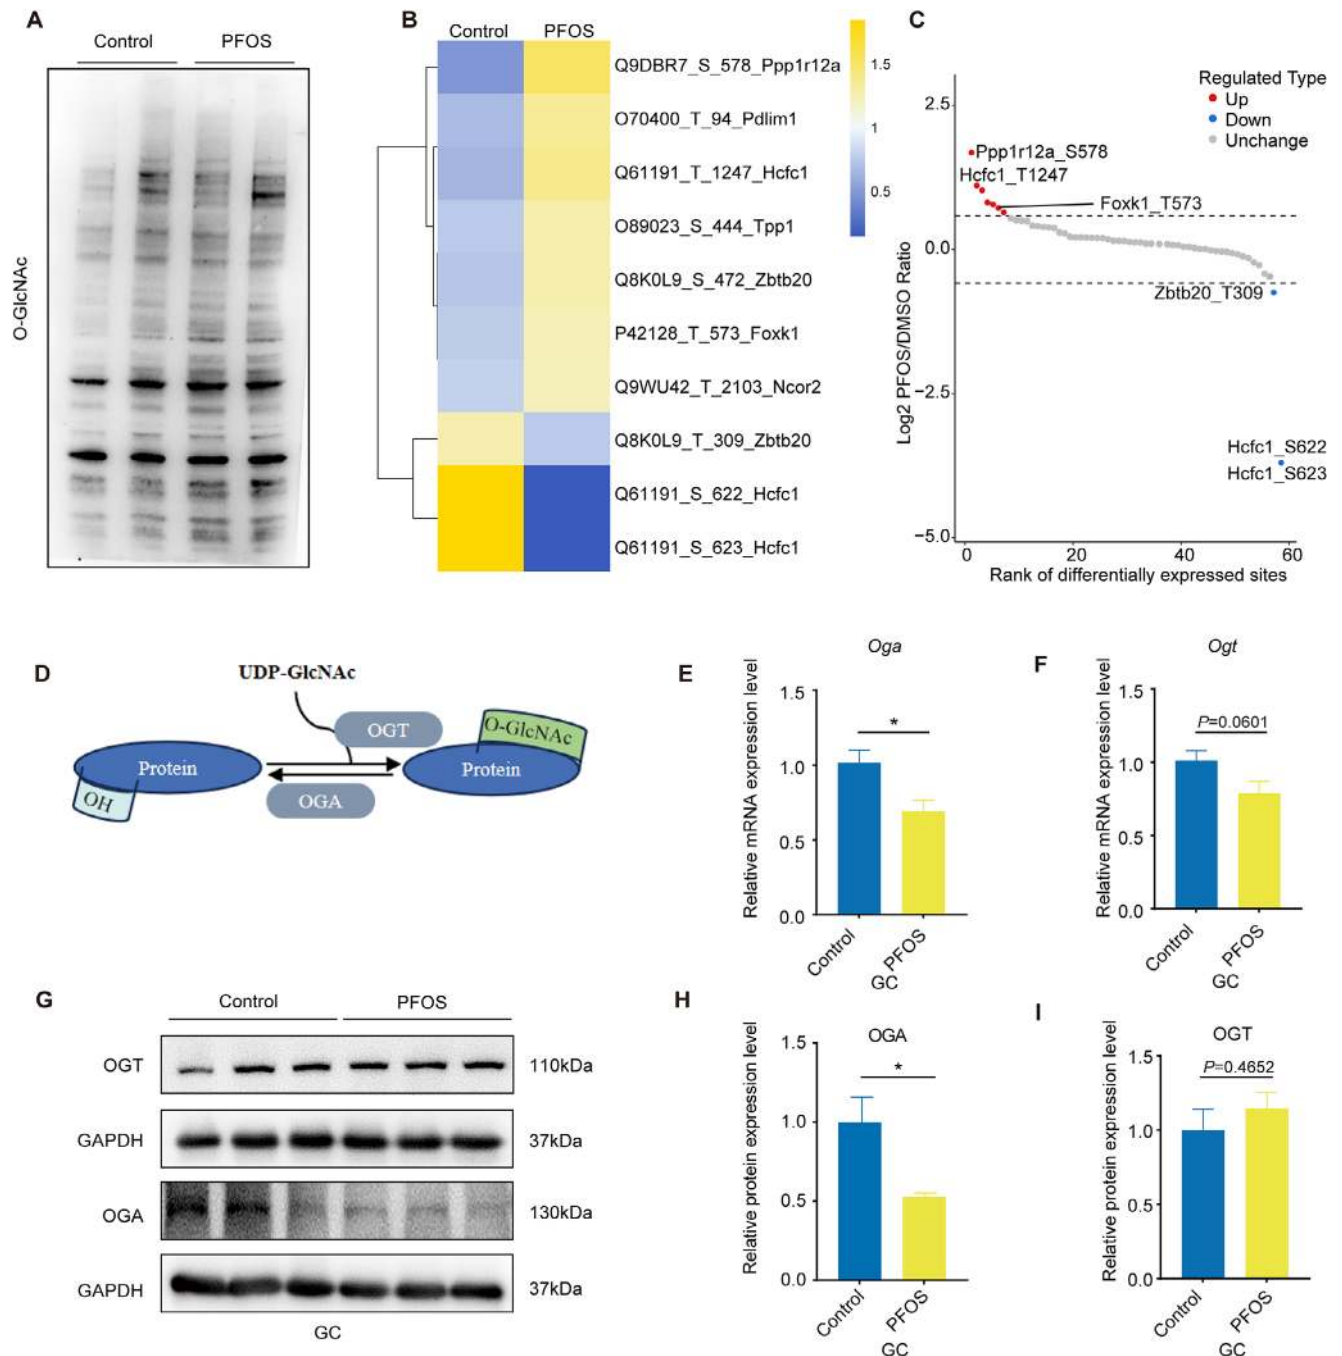 A
Control PFOS
O-GlcNAc
B
Control PFOS
Q9DBR7_S_578_Ppp1r12a
O70400_T_94_Pdlim1
Q61191_T_1247_Hcfc1
O89023_S_444_Tpp1
Q8K0L9_S_472_Zbtb20
P42128_T_573_Foxk1
Q9WU42_T_2103_Ncor2
Q8K0L9_T_309_Zbtb20
Q61191_S_622_Hcfc1
Q61191_S_623_Hcfc1
1.5
1
0.5
C
Regulated Type
Up
Down
Unchange
Log2 PFOS/DMSO Ratio
2.5
0.0
−2.5
−5.0
Ppp1r12a_S578
Hcfc1_T1247
Foxk1_T573
Zbtb20_T309
Hcfc1_S622
Hcfc1_S623
0 20 40 60
Rank of differentially expressed sites
D
UDP-GlcNAc
OGT
O-GlcNAc
Protein
Protein
OH
OGA
E
Oga
Relative mRNA expression level
1.5
1.0
0.5
0.0
*
Control PFOS
GC
F
Ogt
Relative mRNA expression level
1.5
1.0
0.5
0.0
P=0.0601
Control PFOS
GC
G
Control PFOS
OGT 110kDa
GAPDH 37kDa
OGA 130kDa
GAPDH 37kDa
GC
H
OGA
Relative protein expression level
1.5
1.0
0.5
0.0
*
Control PFOS
GC
I
OGT
Relative protein expression level
1.5
1.0
0.5
0.0
P=0.4652
Control PFOS
GC